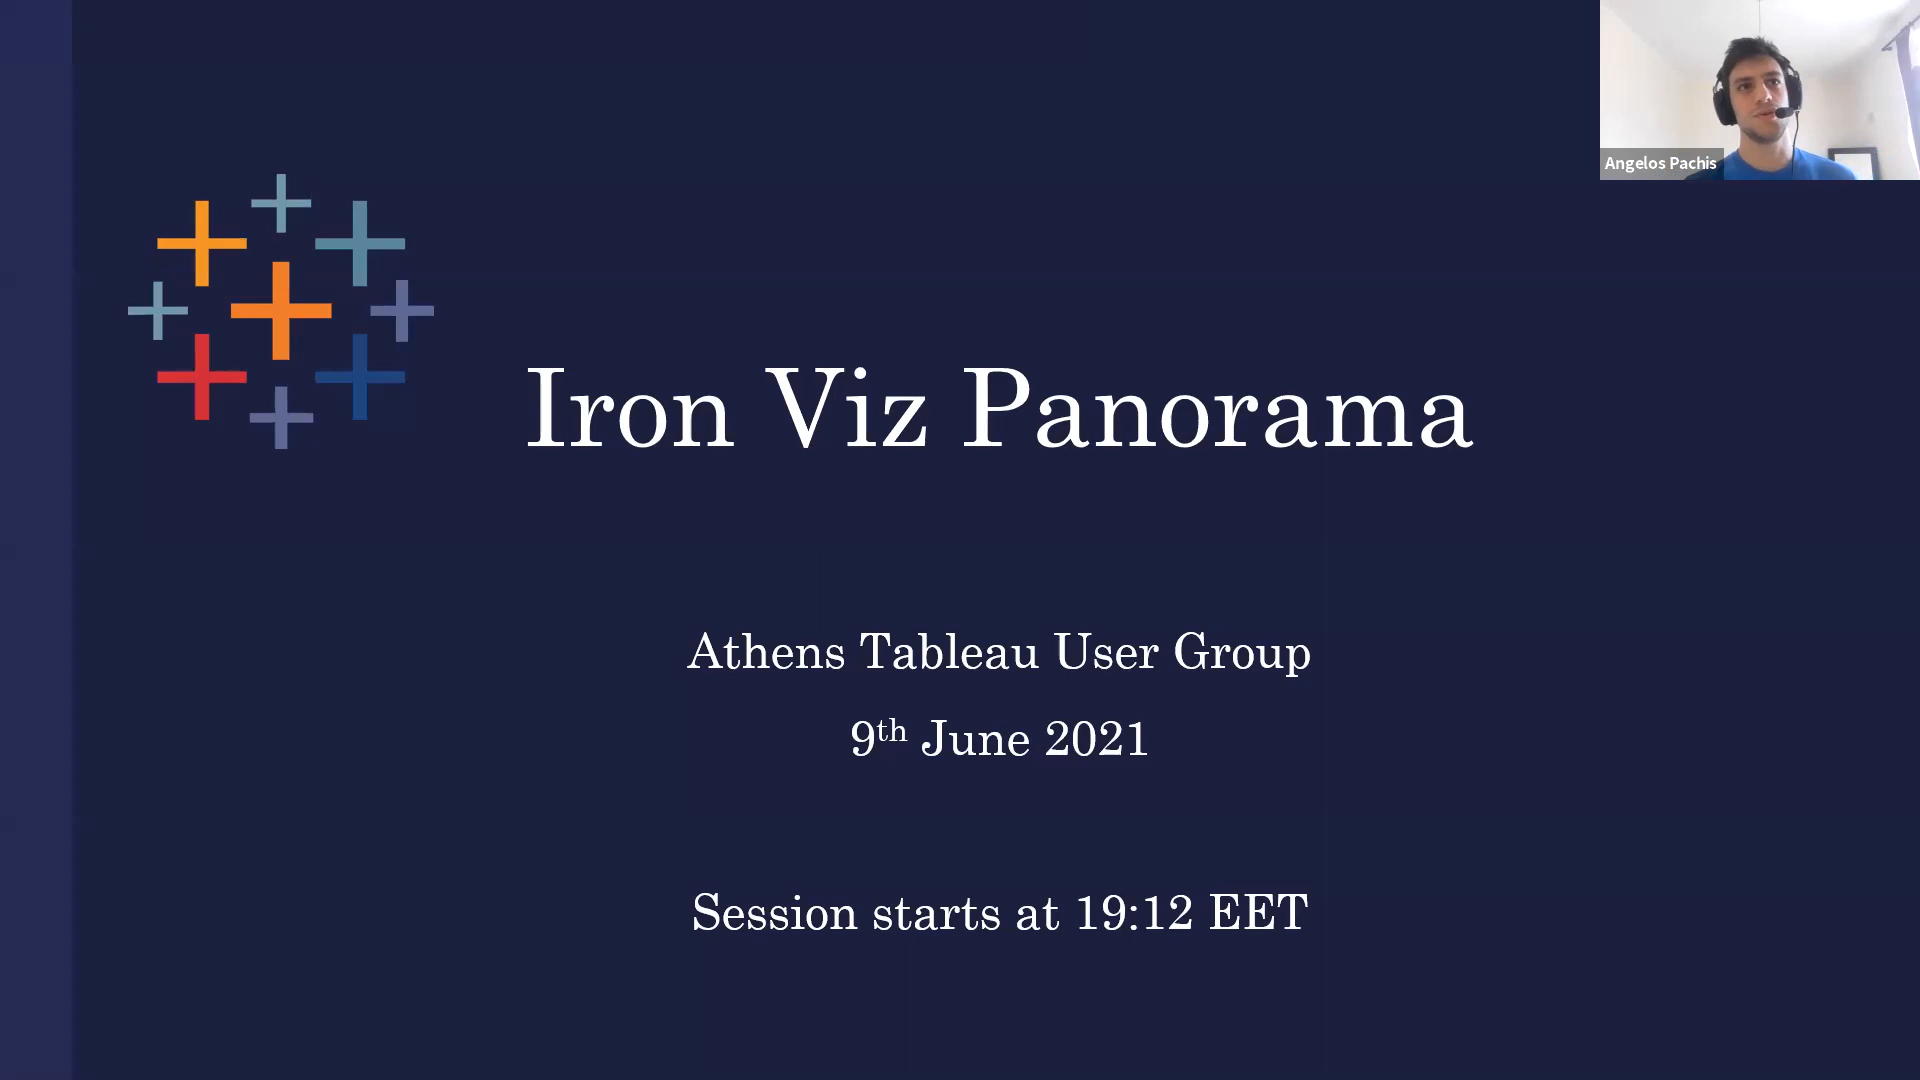 Angelos Pachis
Iron Viz Panorama
Athens Tableau User Group
9th June 2021
Session starts at 19:12 EET